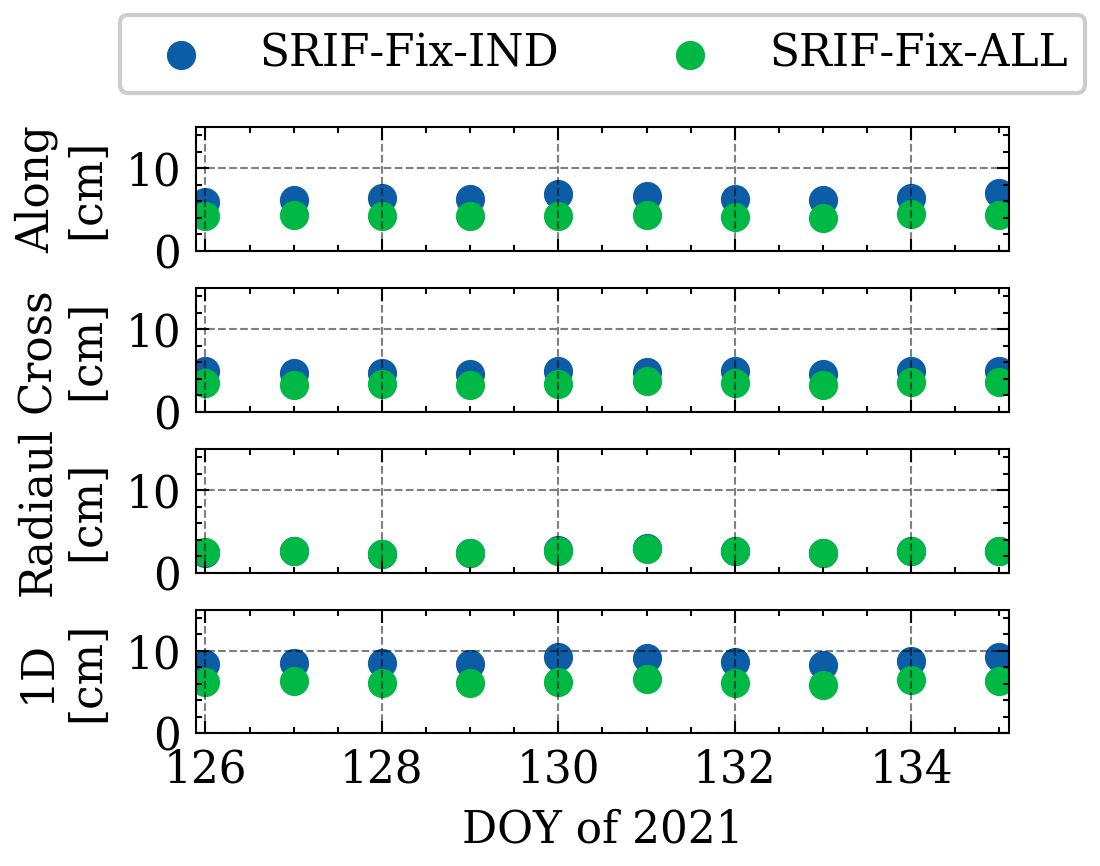 SRIF-Fix-IND SRIF-Fix-ALL
Along
[cm]
10
0
Cross
[cm]
10
0
Radiaul
[cm]
10
0
1D
[cm]
10
0
126 128 130 132 134
DOY of 2021